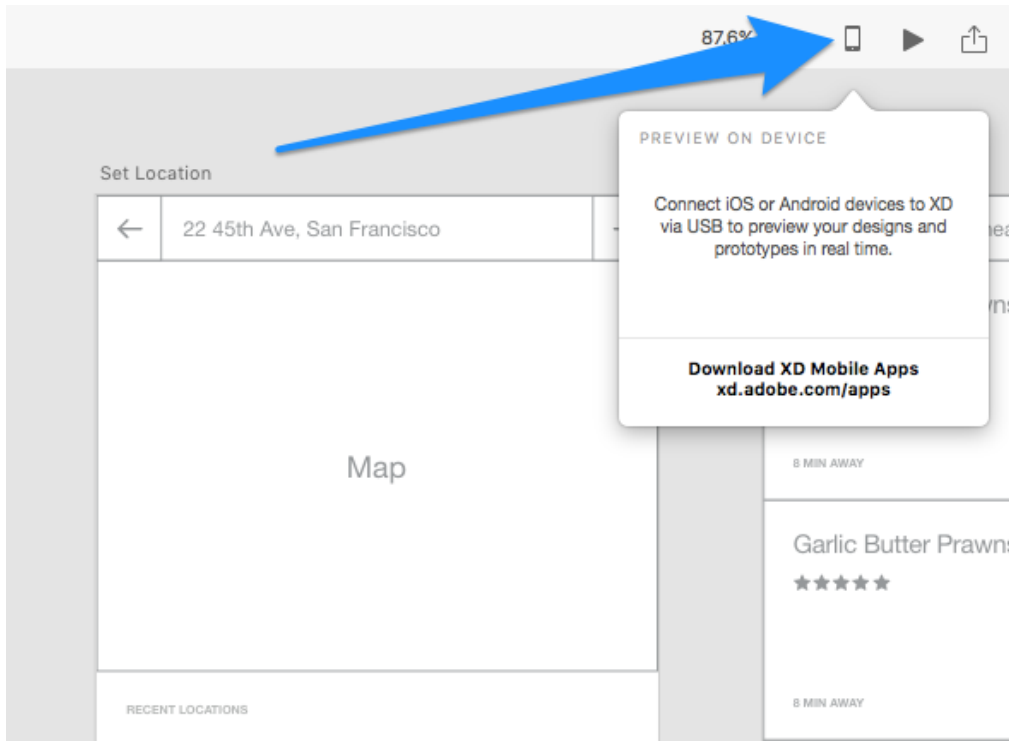 87.6%
PREVIEW ON DEVICE
Connect iOS or Android devices to XD
via USB to preview your designs and
prototypes in real time.
Download XD Mobile Apps
xd.adobe.com/apps
Set Location
22 45th Ave, San Francisco
Map
RECENT LOCATIONS
8 MIN AWAY
Garlic Butter Prawns
★★★★★
8 MIN AWAY